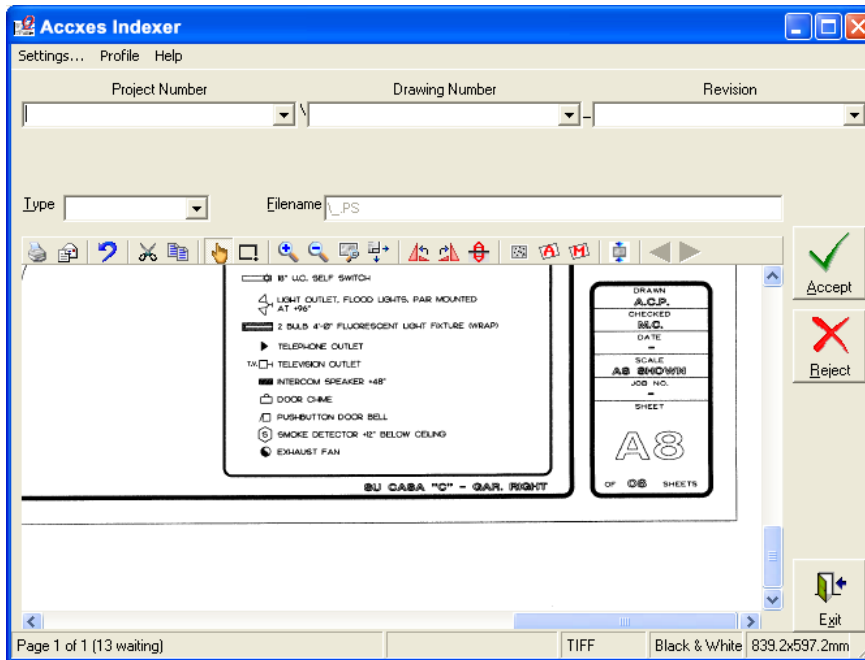 Accxes Indexer
Settings... Profile Help
Project Number Drawing Number Revision
\ _
Type Filename \_.PS
Accept
Reject
Exit
18" U.C. SELF SWITCH
LIGHT OUTLET, FLOOD LIGHTS, PAR MOUNTED
AT +96"
2 BULB 4'-0" FLUORESCENT LIGHT FIXTURE (WRAP)
TELEPHONE OUTLET
T.V. TELEVISION OUTLET
INTERCOM SPEAKER +48"
DOOR CHIME
PUSHBUTTON DOOR BELL
S SMOKE DETECTOR +12" BELOW CEILING
EXHAUST FAN
SU CASA "C" - GAR. RIGHT
DRAWN
A.C.P.
CHECKED
M.C.
DATE
-
SCALE
AS SHOWN
JOB NO.
-
SHEET
A8
OF 08 SHEETS
Page 1 of 1 (13 waiting) TIFF Black & White 839.2x597.2mm